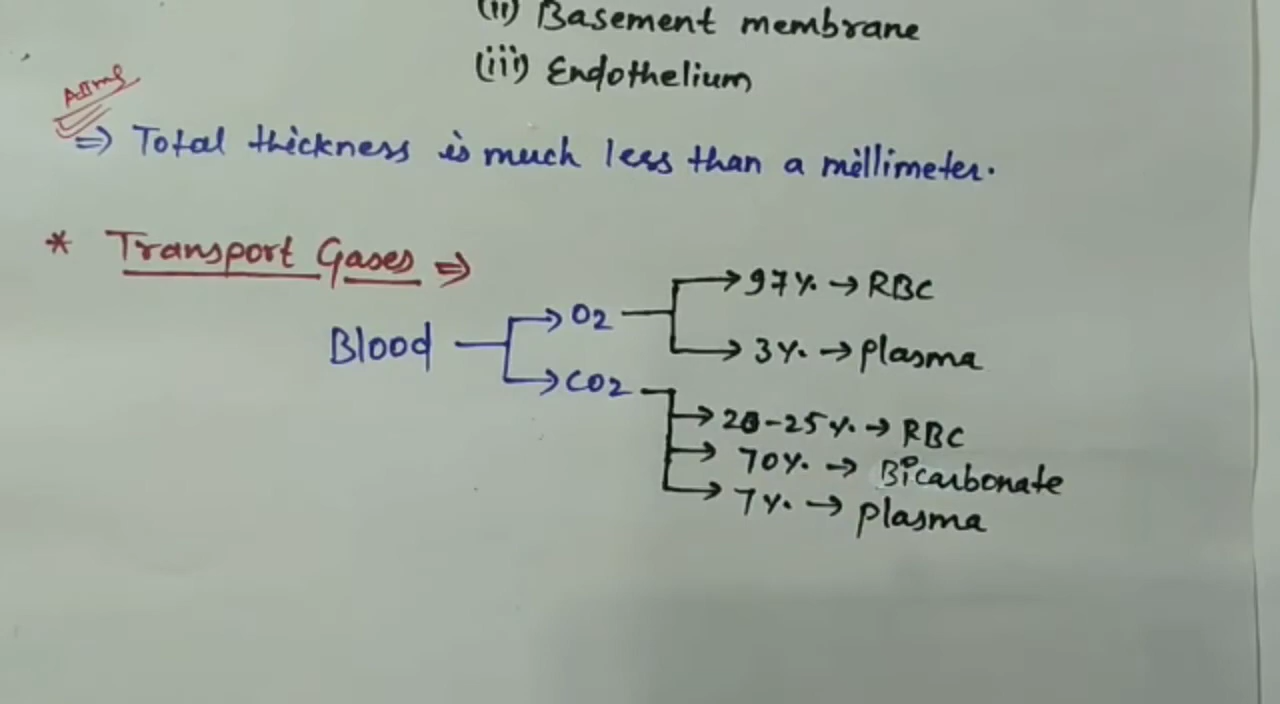 (ii) Basement membrane
(iii) Endothelium
AIIMS
⇒ Total thickness is much less than a millimeter.
* Transport Gases ⇒
Blood → O2 → 97% → RBC
→ 3% → plasma
→ CO2 → 20-25% → RBC
→ 70% → Bicarbonate
→ 7% → plasma